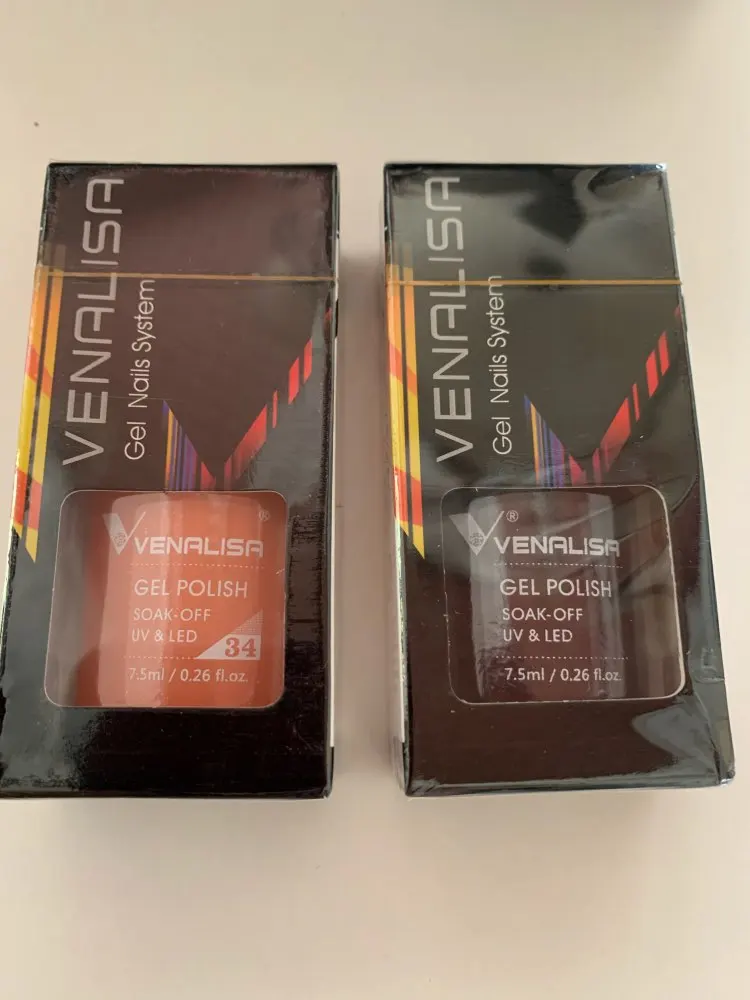 VENALISA
Gel Nails System
VENALISA®
GEL POLISH
SOAK-OFF
UV & LED
34
7.5ml / 0.26 fl.oz.
VENALISA
Gel Nails System
®
VENALISA
GEL POLISH
SOAK-OFF
UV & LED
7.5ml / 0.26 fl.oz.